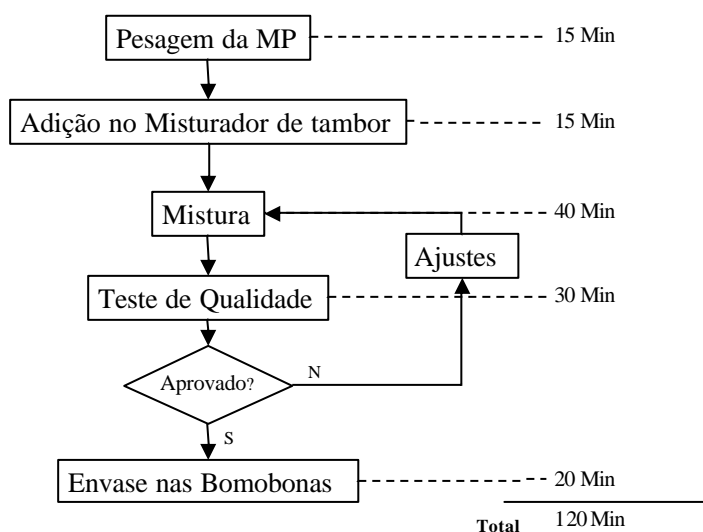 Pesagem da MP
15 Min
Adição no Misturador de tambor
15 Min
Mistura
40 Min
Ajustes
Teste de Qualidade
30 Min
Aprovado?
N
S
Envase nas Bomobonas
20 Min
Total
120 Min